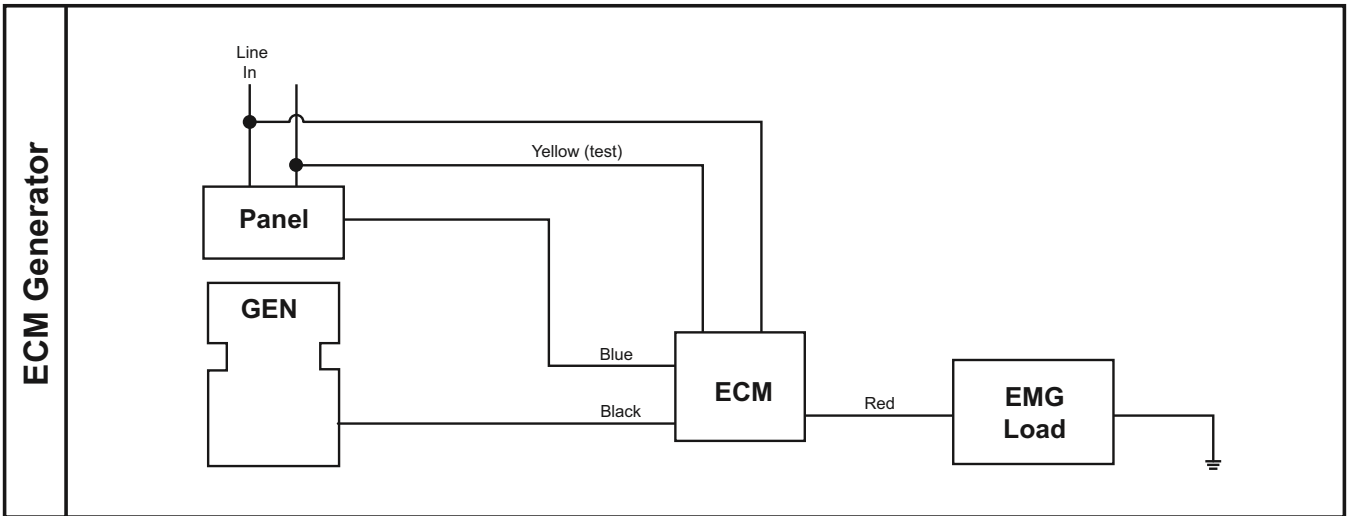 ECM Generator
Line
In
Yellow (test)
Panel
GEN
Blue
Black
ECM
Red
EMG
Load